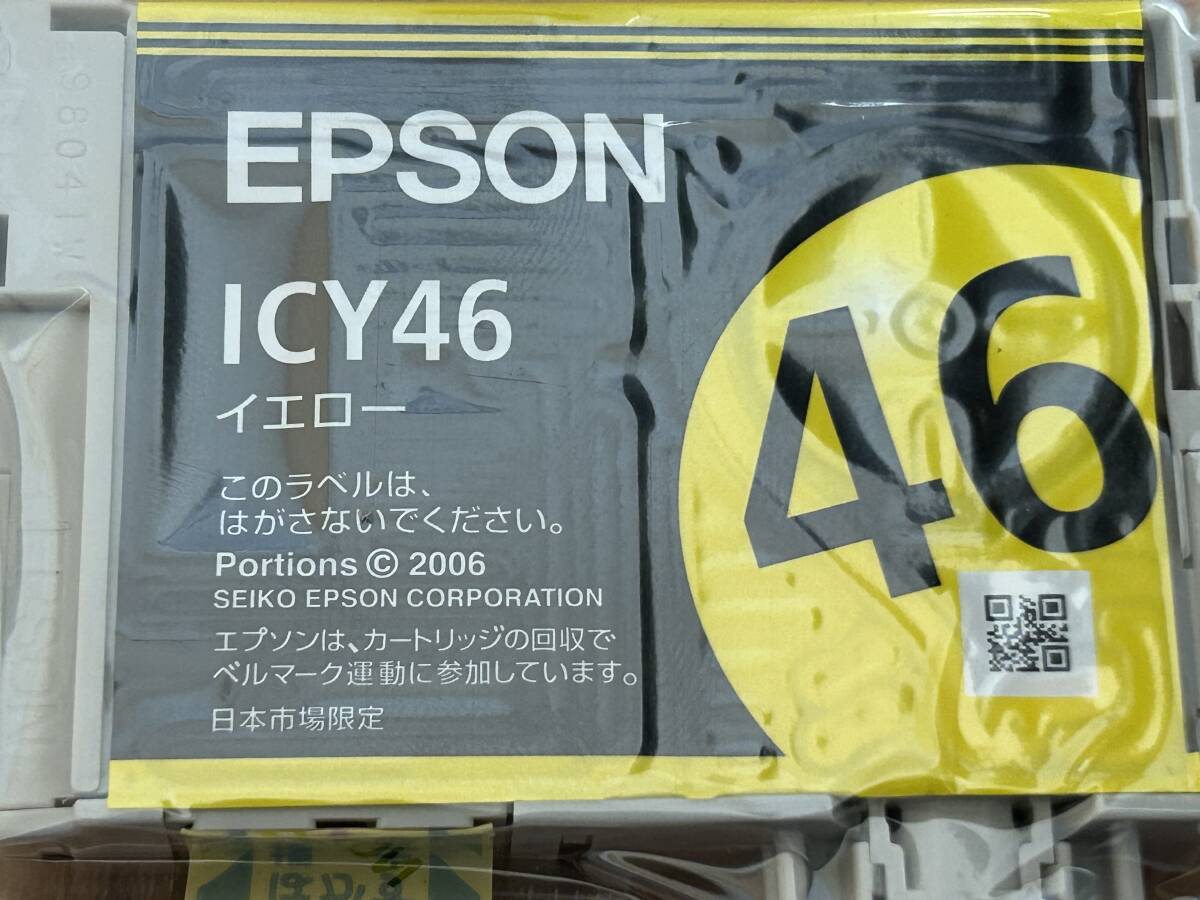 EPSON
ICY46
イエロー
46
このラベルは、
はがさないでください。
Portions © 2006
SEIKO EPSON CORPORATION
エプソンは、カートリッジの回収で
ベルマーク運動に参加しています。
日本市場限定